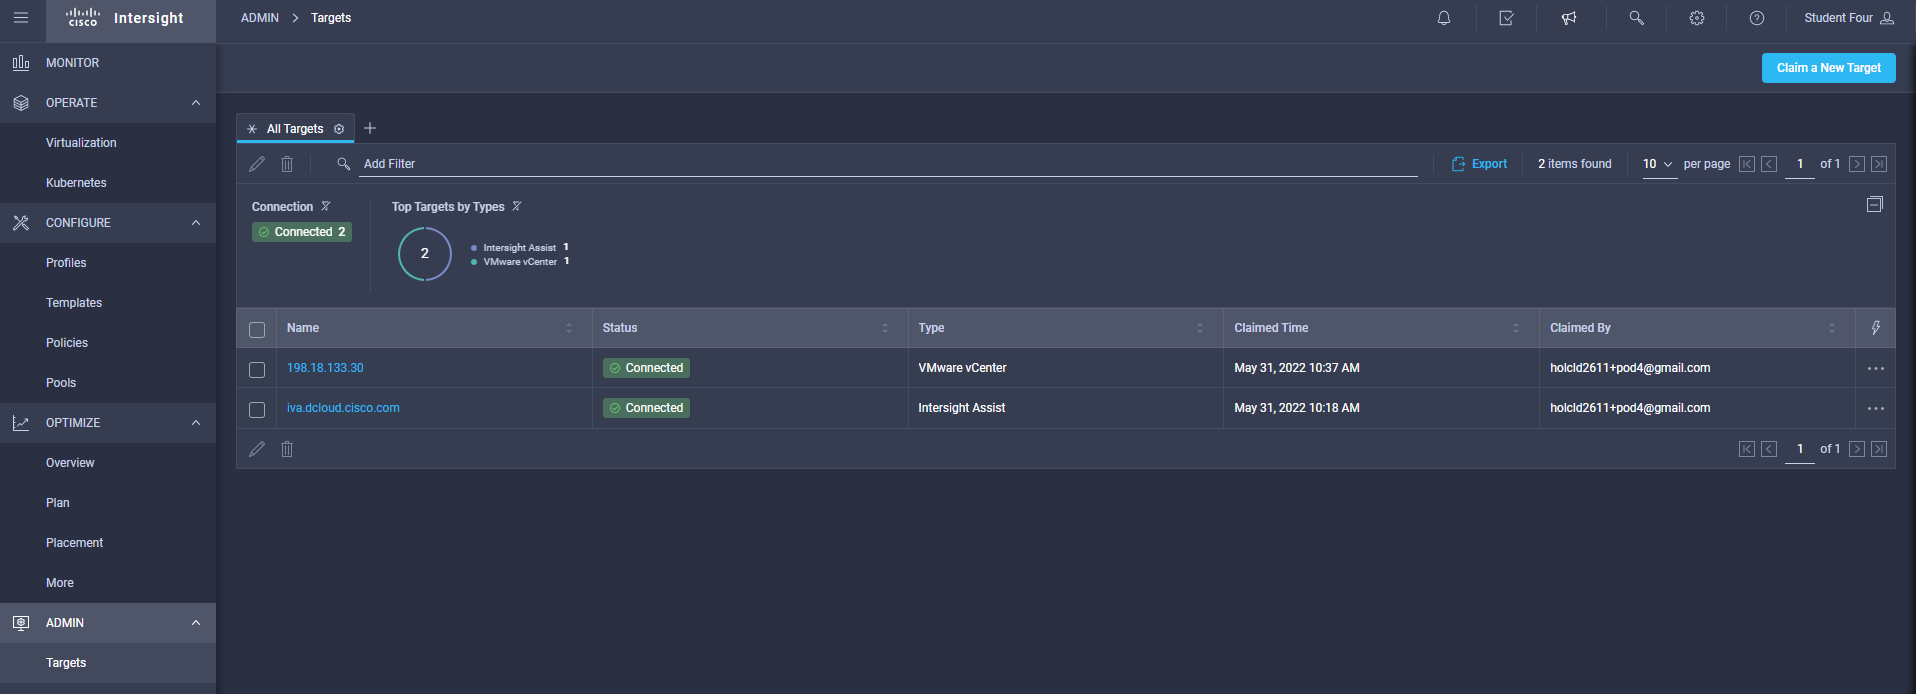 CISCO Intersight
ADMIN > Targets
Student Four
MONITOR
OPERATE
Virtualization
Kubernetes
CONFIGURE
Profiles
Templates
Policies
Pools
OPTIMIZE
Overview
Plan
Placement
More
ADMIN
Targets
Claim a New Target
All Targets
Add Filter
Export
2 items found
10 per page
1 of 1
Connection
Connected 2
Top Targets by Types
2
Intersight Assist 1
VMware vCenter 1
Name Status Type Claimed Time Claimed By
198.18.133.30 Connected VMware vCenter May 31, 2022 10:37 AM holcld2611+pod4@gmail.com
iva.dcloud.cisco.com Connected Intersight Assist May 31, 2022 10:18 AM holcld2611+pod4@gmail.com
1 of 1